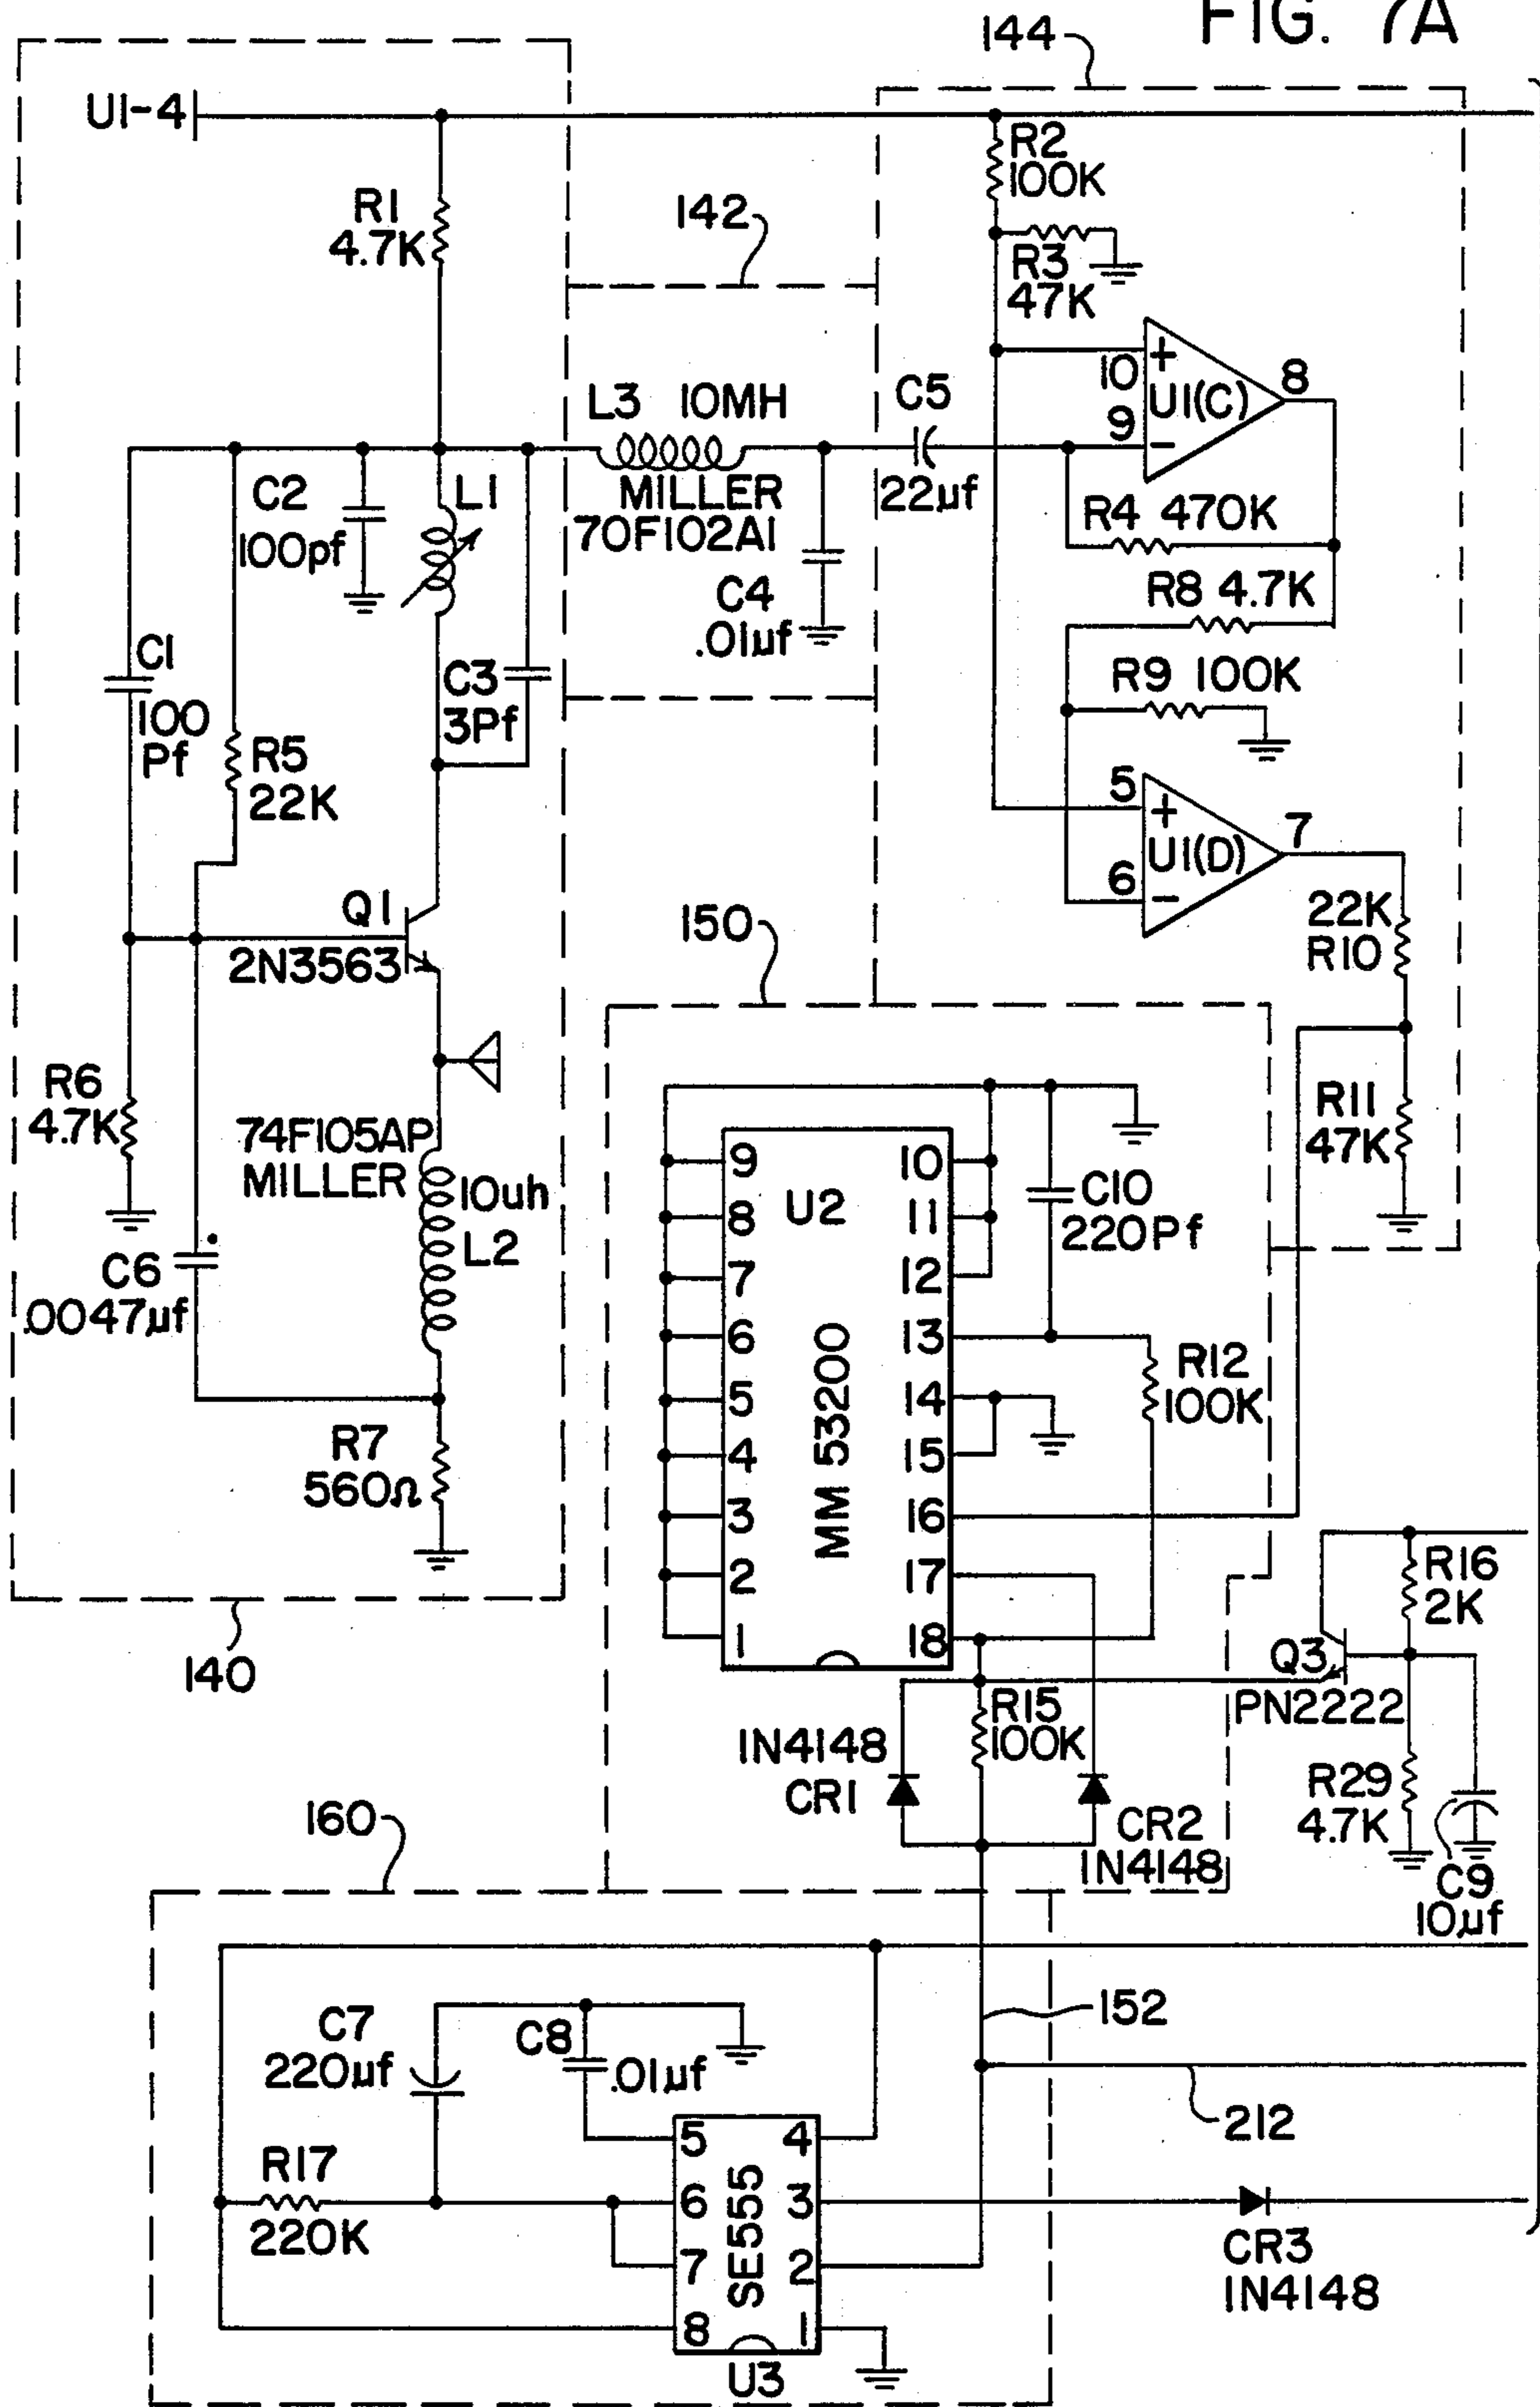 FIG. 7A
144
U1-4
R2
100K
R1
4.7K
142
R3
47K
10
+
U1(C)
8
9
-
L3 10MH
C5
MILLER
70F102A1
22µf
C2
100pf
L1
R4 470K
R8 4.7K
C4
.01µf
C1
100
Pf
C3
3Pf
R9 100K
R5
22K
5
+
U1(D)
7
6
-
22K
R10
Q1
2N3563
150
R6
4.7K
74F105AP
MILLER
10uh
L2
R11
47K
C6
.0047µf
9
8
7
6
5
4
3
2
1
U2
MM 53200
10
11
12
13
14
15
16
17
18
C10
220Pf
R12
100K
R7
560Ω
140
R16
2K
Q3
PN2222
R15
100K
1N4148
CR1
CR2
1N4148
R29
4.7K
C9
10µf
160
152
C7
220µf
C8
.01µf
212
R17
220K
5
6
7
8
SE555
4
3
2
1
U3
CR3
1N4148